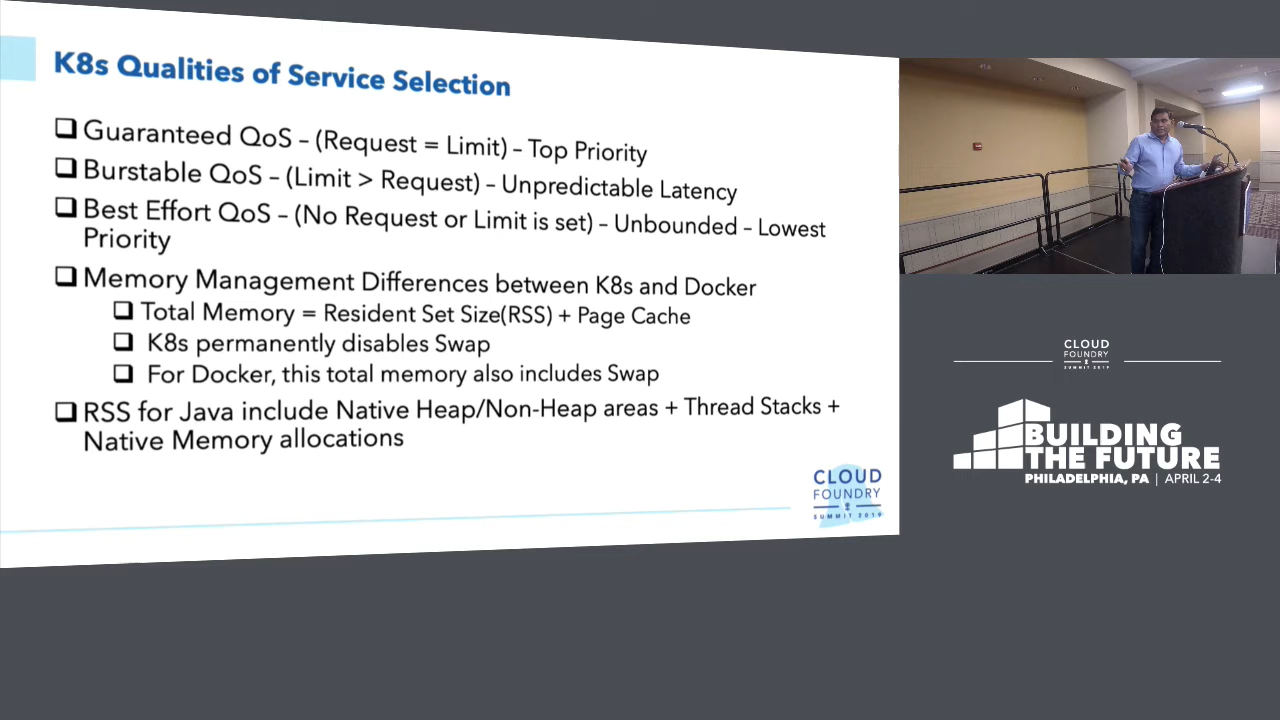 K8s Qualities of Service Selection
Guaranteed QoS – (Request = Limit) – Top Priority
Burstable QoS – (Limit > Request) – Unpredictable Latency
Best Effort QoS – (No Request or Limit is set) – Unbounded – Lowest
Priority
Memory Management Differences between K8s and Docker
Total Memory = Resident Set Size(RSS) + Page Cache
K8s permanently disables Swap
For Docker, this total memory also includes Swap
RSS for Java include Native Heap/Non-Heap areas + Thread Stacks +
Native Memory allocations
CLOUD
FOUNDRY
SUMMIT 2019
CLOUD
FOUNDRY
SUMMIT 2019
BUILDING
THE FUTURE
PHILADELPHIA, PA | APRIL 2-4